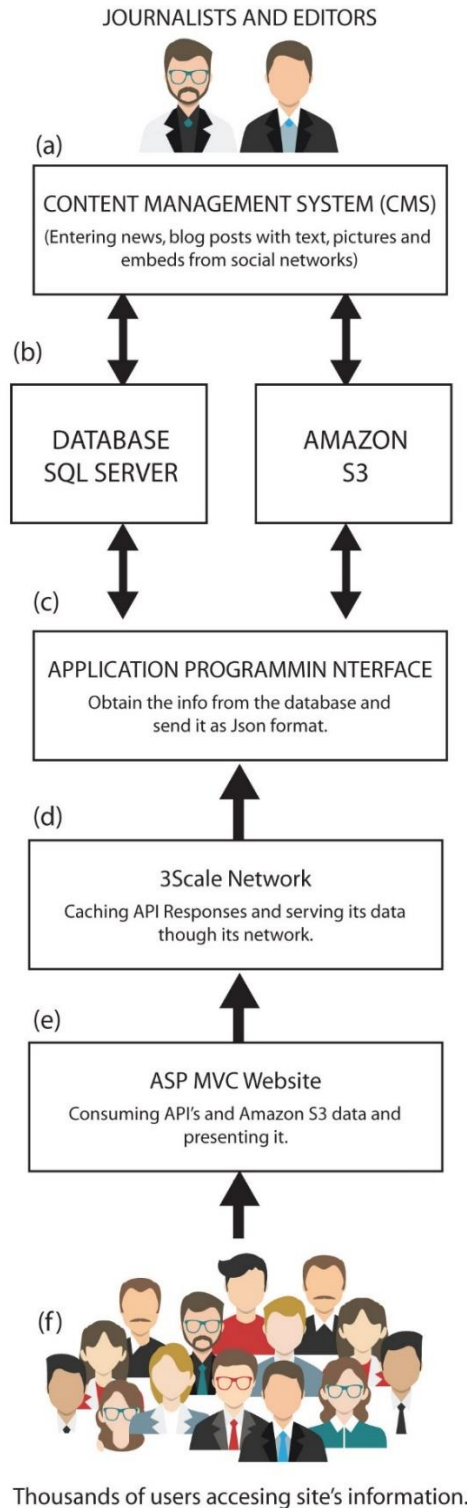 JOURNALISTS AND EDITORS
(a)
CONTENT MANAGEMENT SYSTEM (CMS)
(Entering news, blog posts with text, pictures and
embeds from social networks)
(b)
DATABASE
SQL SERVER
AMAZON
S3
(c)
APPLICATION PROGRAMMIN NTERFACE
Obtain the info from the database and
send it as Json format.
(d)
3Scale Network
Caching API Responses and serving its data
though its network.
(e)
ASP MVC Website
Consuming API's and Amazon S3 data and
presenting it.
(f)
Thousands of users accesing site's information.